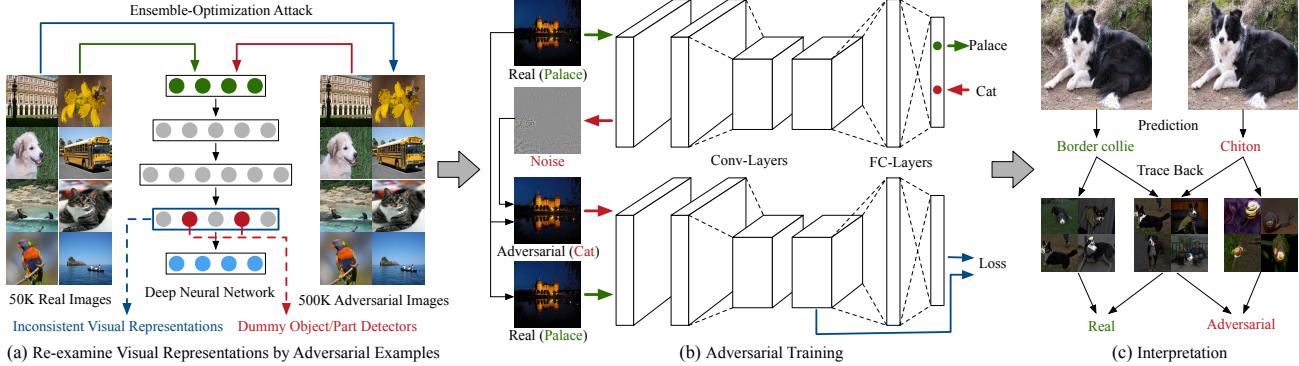 Ensemble-Optimization Attack
50K Real Images
Deep Neural Network
500K Adversarial Images
Inconsistent Visual Representations
Dummy Object/Part Detectors
(a) Re-examine Visual Representations by Adversarial Examples
Real (Palace)
Noise
Adversarial (Cat)
Real (Palace)
Conv-Layers
FC-Layers
Palace
Cat
Loss
(b) Adversarial Training
Prediction
Border collie
Chiton
Trace Back
Real
Adversarial
(c) Interpretation